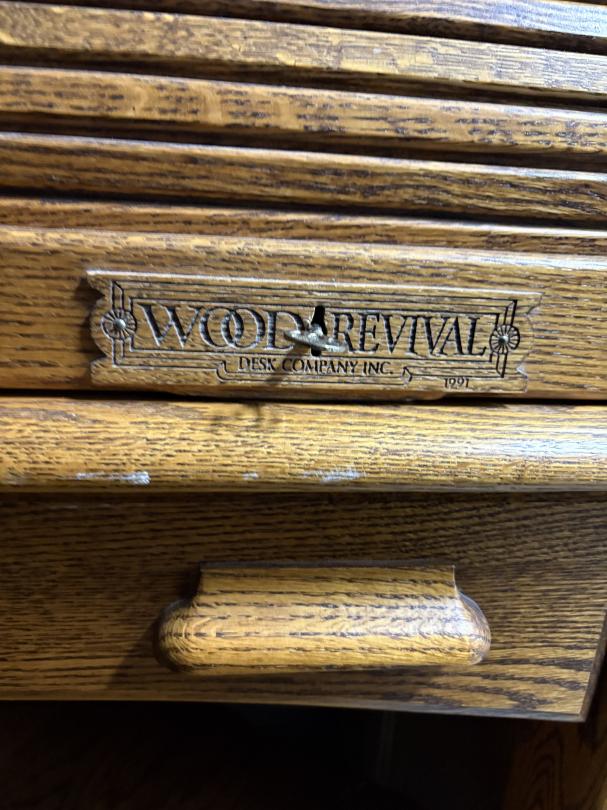 WOOD REVIVAL
DESK COMPANY INC.
1991